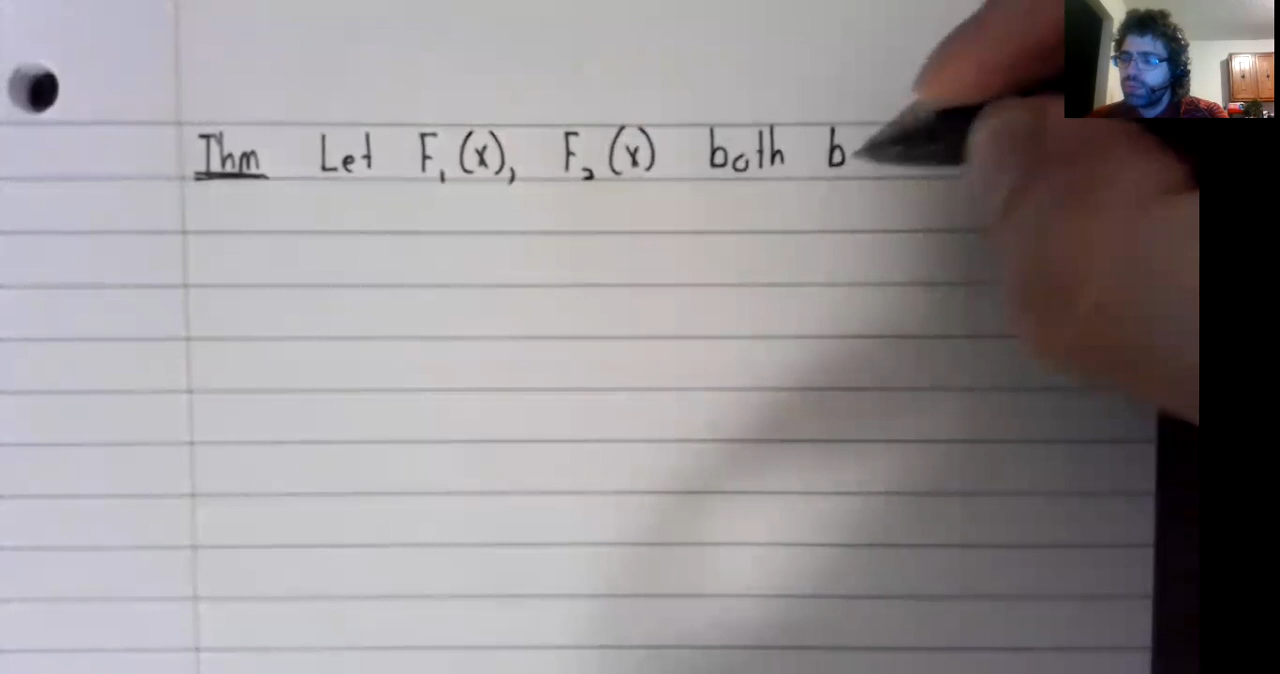 Thm Let F₁(x), F₂(x) both b